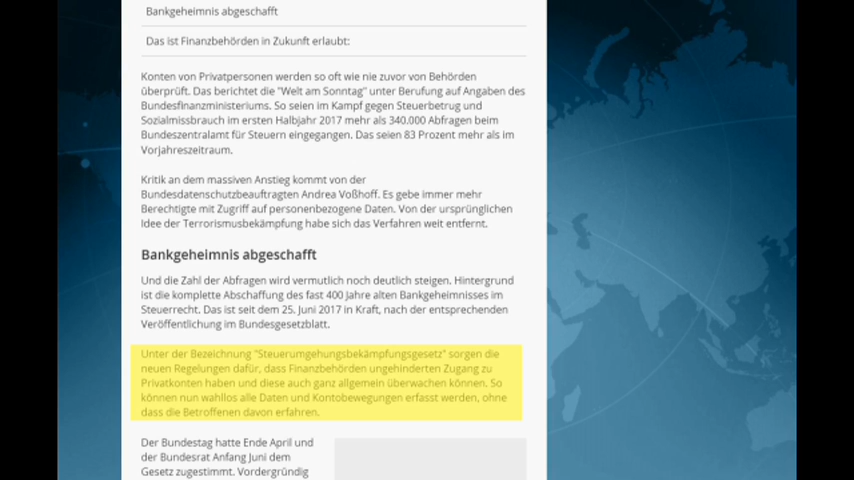 Bankgeheimnis abgeschafft
Das ist Finanzbehörden in Zukunft erlaubt:
Konten von Privatpersonen werden so oft wie nie zuvor von Behörden
überprüft. Das berichtet die "Welt am Sonntag" unter Berufung auf Angaben des
Bundesfinanzministeriums. So seien im Kampf gegen Steuerbetrug und
Sozialmissbrauch im ersten Halbjahr 2017 mehr als 340.000 Abfragen beim
Bundeszentralamt für Steuern eingegangen. Das seien 83 Prozent mehr als im
Vorjahreszeitraum.
Kritik an dem massiven Anstieg kommt von der
Bundesdatenschutzbeauftragten Andrea Voßhoff. Es gebe immer mehr
Berechtigte mit Zugriff auf personenbezogene Daten. Von der ursprünglichen
Idee der Terrorismusbekämpfung habe sich das Verfahren weit entfernt.
Bankgeheimnis abgeschafft
Und die Zahl der Abfragen wird vermutlich noch deutlich steigen. Hintergrund
ist die komplette Abschaffung des fast 400 Jahre alten Bankgeheimnisses im
Steuerrecht. Das ist seit dem 25. Juni 2017 in Kraft, nach der entsprechenden
Veröffentlichung im Bundesgesetzblatt.
Unter der Bezeichnung "Steuerumgehungsbekämpfungsgesetz" sorgen die
neuen Regelungen dafür, dass Finanzbehörden ungehinderten Zugang zu
Privatkonten haben und diese auch ganz allgemein überwachen können. So
können nun wahllos alle Daten und Kontobewegungen erfasst werden, ohne
dass die Betroffenen davon erfahren.
Der Bundestag hatte Ende April und
der Bundesrat Anfang Juni dem
Gesetz zugestimmt. Vordergründig